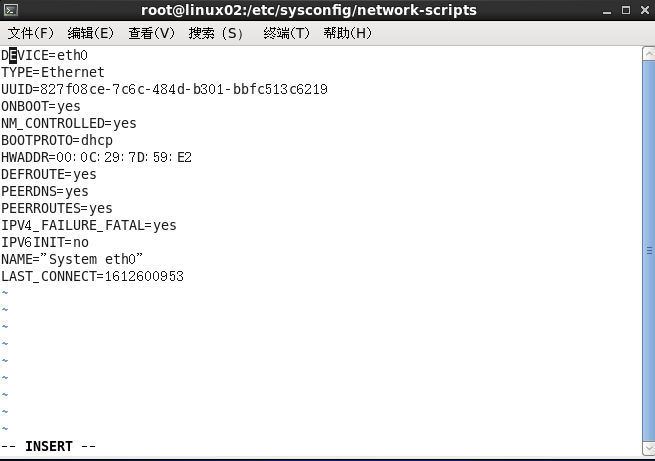 root@linux02:/etc/sysconfig/network-scripts
文件(F) 编辑(E) 查看(V) 搜索 (S) 终端(T) 帮助(H)
DEVICE=eth0
TYPE=Ethernet
UUID=827f08ce-7c6c-484d-b301-bbfc513c6219
ONBOOT=yes
NM_CONTROLLED=yes
BOOTPROTO=dhcp
HWADDR=00:0C:29:7D:59:E2
DEFROUTE=yes
PEERDNS=yes
PEERROUTES=yes
IPV4_FAILURE_FATAL=yes
IPV6INIT=no
NAME="System eth0"
LAST_CONNECT=1612600953
~
~
~
~
~
~
~
~
~
-- INSERT --